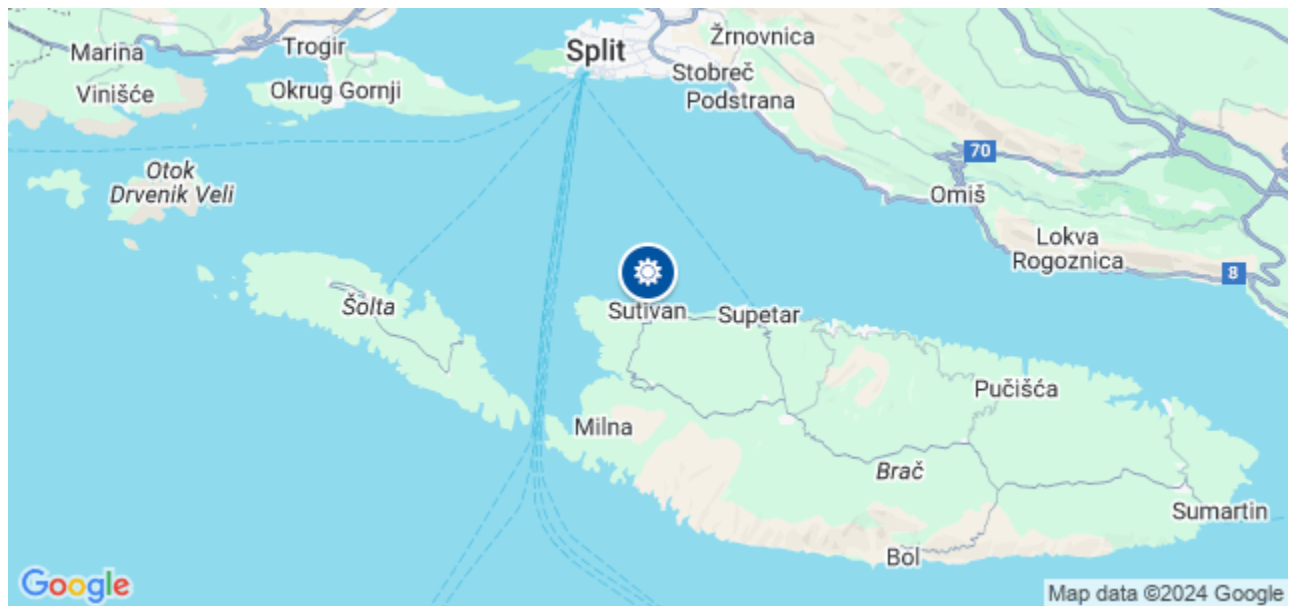 Split
Žrnovnica
Trogir
Marina
Stobreč
Okrug Gornji
Vinišće
Podstrana
70
Otok
Drvenik Veli
Omiš
Lokva
Rogoznica
8
Šolta
Sutivan
Supetar
Pučišća
Milna
Brač
Sumartin
Bol
Google
Map data ©2024 Google